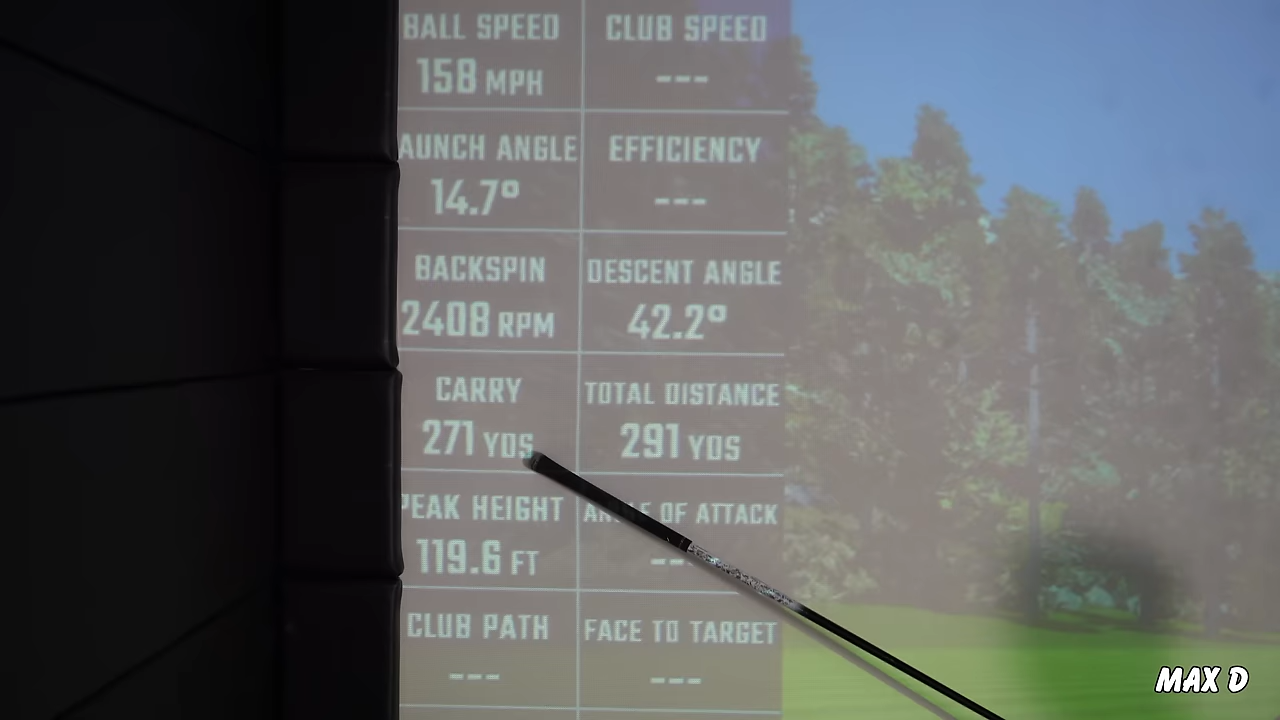 BALL SPEED CLUB SPEED
158 MPH ---
AUNCH ANGLE EFFICIENCY
14.7° ---
BACKSPIN DESCENT ANGLE
2408 RPM 42.2°
CARRY TOTAL DISTANCE
271 YDS 291 YDS
PEAK HEIGHT OF ATTACK
119.6 FT --
CLUB PATH FACE TO TARGET
--- ---
MAX D